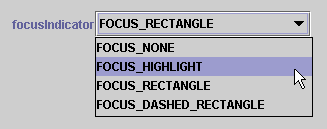 focusIndicator FOCUS_RECTANGLE
FOCUS_NONE
FOCUS_HIGHLIGHT
FOCUS_RECTANGLE
FOCUS_DASHED_RECTANGLE